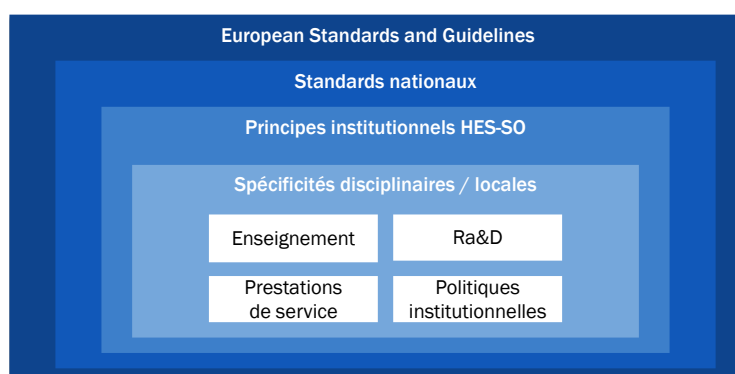 European Standards and Guidelines
Standards nationaux
Principes institutionnels HES-SO
Spécificités disciplinaires / locales
Enseignement
Ra&D
Prestations
de service
Politiques
institutionnelles